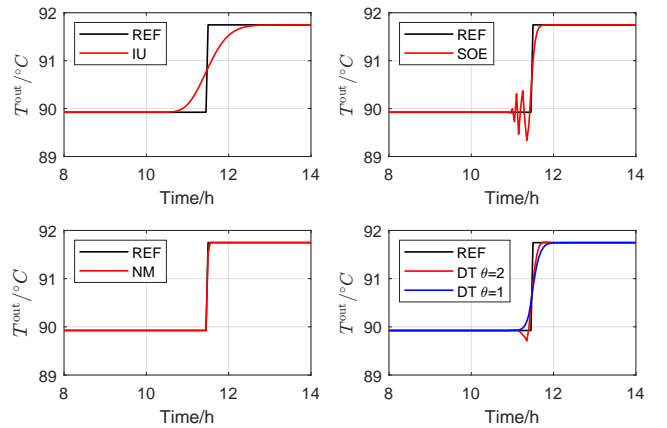 92
91
90
89
T^out/°C
REF
IU
8
10
12
14
Time/h
92
91
90
89
T^out/°C
REF
SOE
8
10
12
14
Time/h
92
91
90
89
T^out/°C
REF
NM
8
10
12
14
Time/h
92
91
90
89
T^out/°C
REF
DT θ=2
DT θ=1
8
10
12
14
Time/h